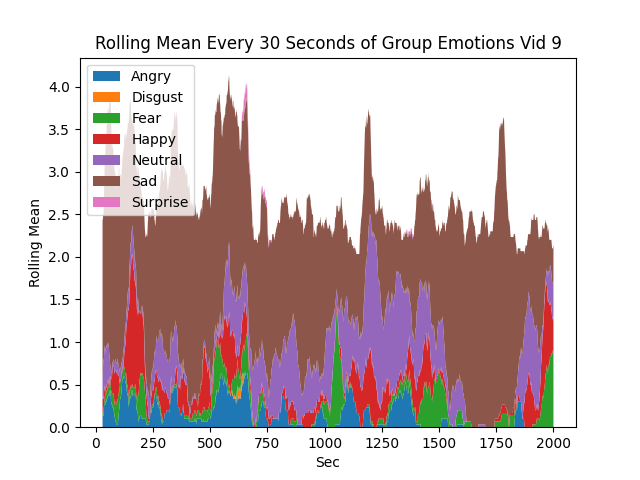 Rolling Mean Every 30 Seconds of Group Emotions Vid 9
Angry
Disgust
Fear
Happy
Neutral
Sad
Surprise
Rolling Mean
4.0
3.5
3.0
2.5
2.0
1.5
1.0
0.5
0.0
0 250 500 750 1000 1250 1500 1750 2000
Sec